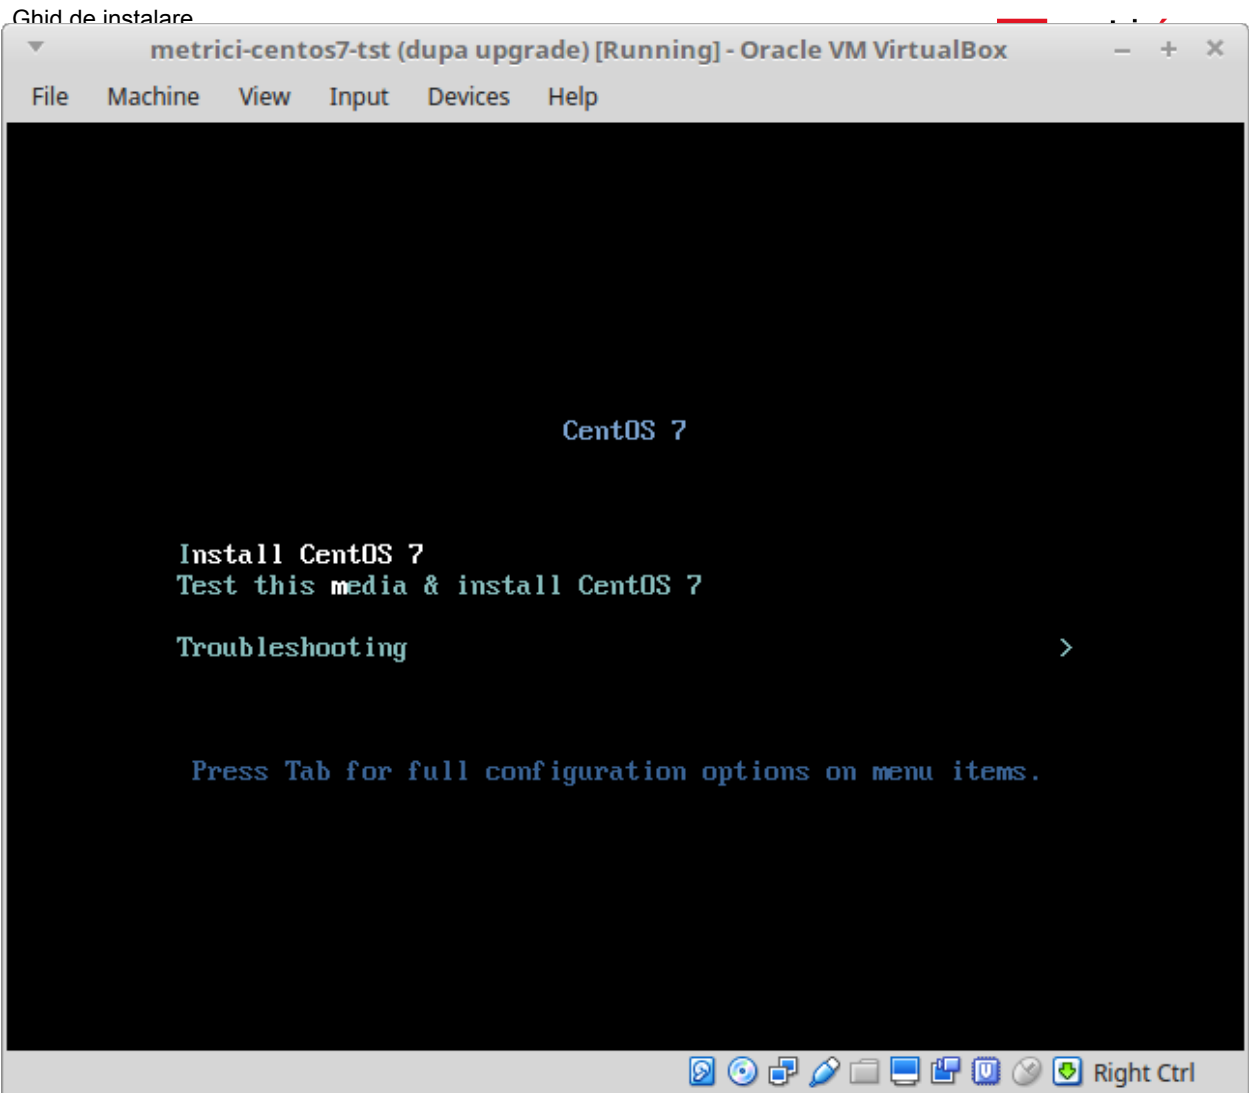 Ghid de instalare
metrici-centos7-tst (dupa upgrade) [Running] - Oracle VM VirtualBox
File Machine View Input Devices Help
CentOS 7
Install CentOS 7
Test this media & install CentOS 7
Troubleshooting >
Press Tab for full configuration options on menu items.
Right Ctrl